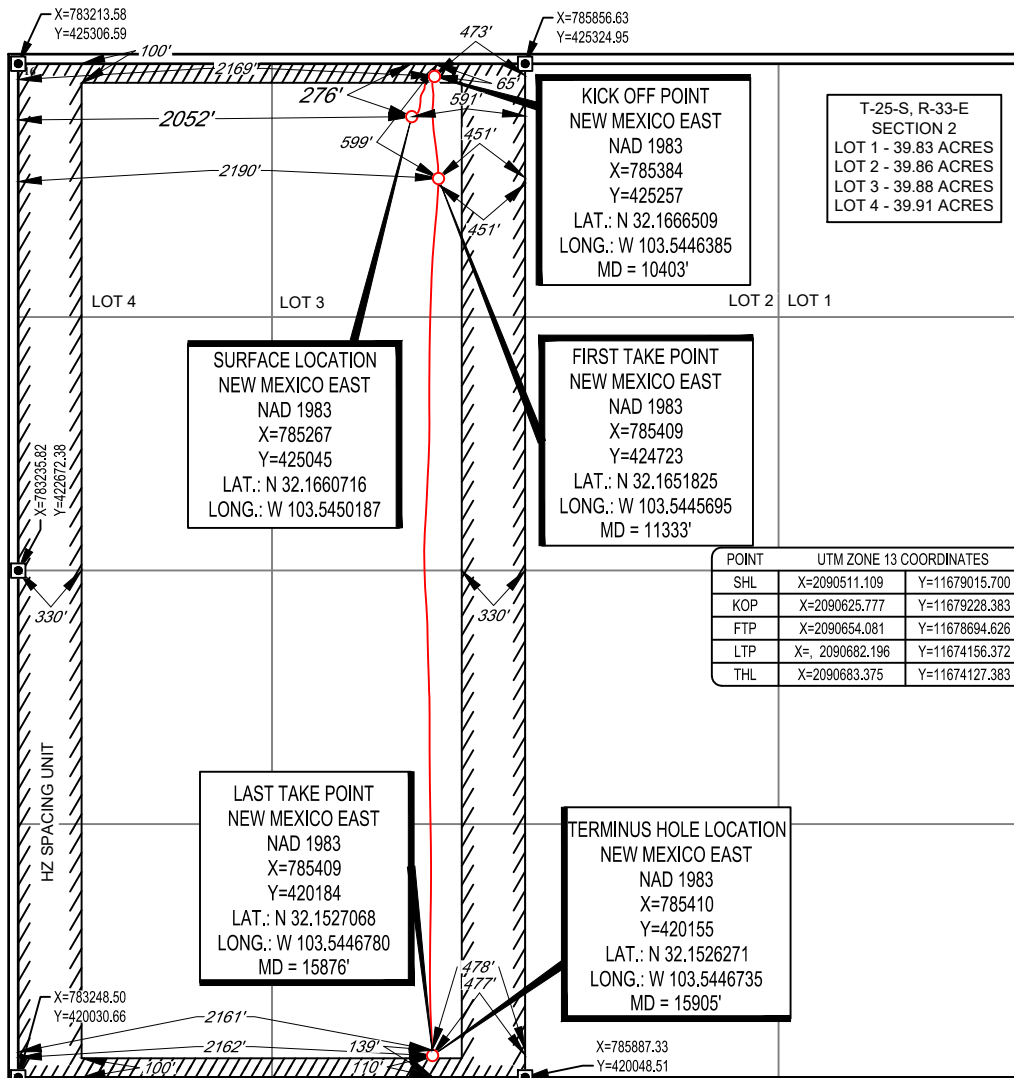 X=783213.58
Y=425306.59
X=785856.63
Y=425324.95
100'
473'
2169'
65'
276'
591'
2052'
599'
451'
2190'
451'
KICK OFF POINT
NEW MEXICO EAST
NAD 1983
X=785384
Y=425257
LAT.: N 32.1666509
LONG.: W 103.5446385
MD = 10403'
T-25-S, R-33-E
SECTION 2
LOT 1 - 39.83 ACRES
LOT 2 - 39.86 ACRES
LOT 3 - 39.88 ACRES
LOT 4 - 39.91 ACRES
LOT 4
LOT 3
LOT 2
LOT 1
SURFACE LOCATION
NEW MEXICO EAST
NAD 1983
X=785267
Y=425045
LAT.: N 32.1660716
LONG.: W 103.5450187
FIRST TAKE POINT
NEW MEXICO EAST
NAD 1983
X=785409
Y=424723
LAT.: N 32.1651825
LONG.: W 103.5445695
MD = 11333'
X=783235.82
Y=422672.38
330'
330'
POINT UTM ZONE 13 COORDINATES
SHL X=2090511.109 Y=11679015.700
KOP X=2090625.777 Y=11679228.383
FTP X=2090654.081 Y=11678694.626
LTP X=, 2090682.196 Y=11674156.372
THL X=2090683.375 Y=11674127.383
HZ SPACING UNIT
LAST TAKE POINT
NEW MEXICO EAST
NAD 1983
X=785409
Y=420184
LAT.: N 32.1527068
LONG.: W 103.5446780
MD = 15876'
TERMINUS HOLE LOCATION
NEW MEXICO EAST
NAD 1983
X=785410
Y=420155
LAT.: N 32.1526271
LONG.: W 103.5446735
MD = 15905'
X=783248.50
Y=420030.66
478'
477'
2161'
2162'
139'
100'
110'
X=785887.33
Y=420048.51